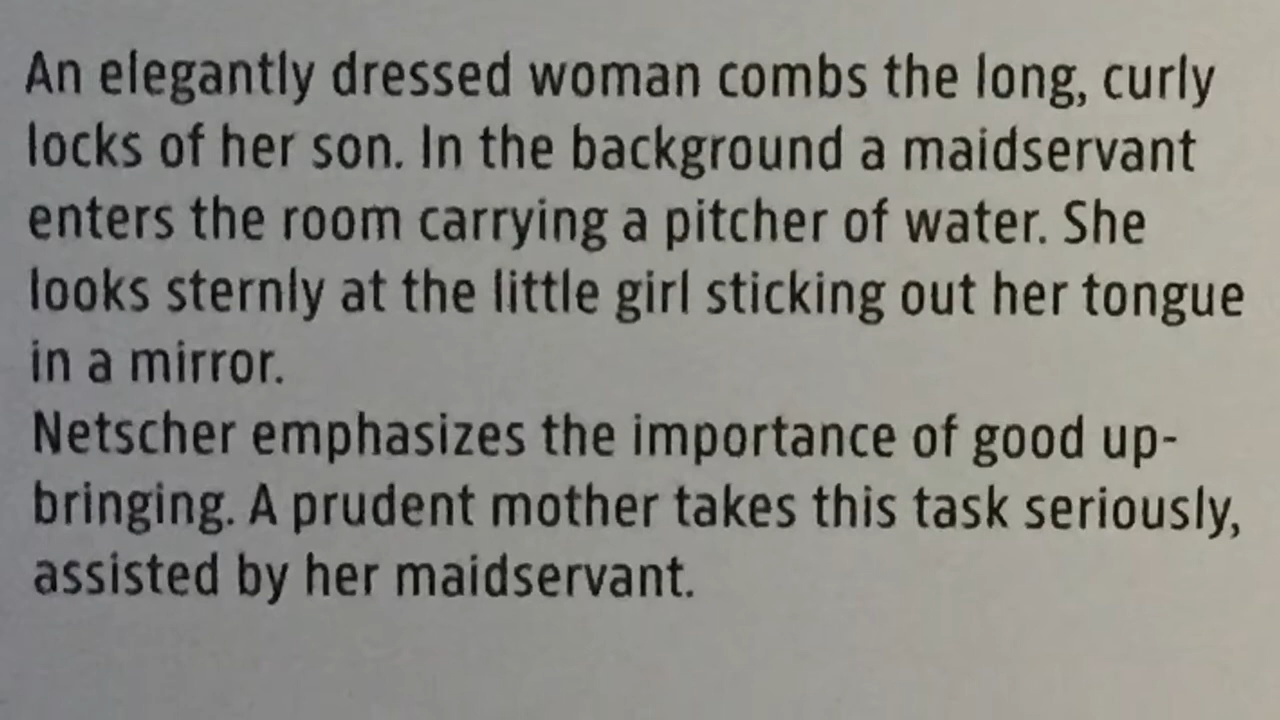 An elegantly dressed woman combs the long, curly
locks of her son. In the background a maidservant
enters the room carrying a pitcher of water. She
looks sternly at the little girl sticking out her tongue
in a mirror.
Netscher emphasizes the importance of good up-
bringing. A prudent mother takes this task seriously,
assisted by her maidservant.